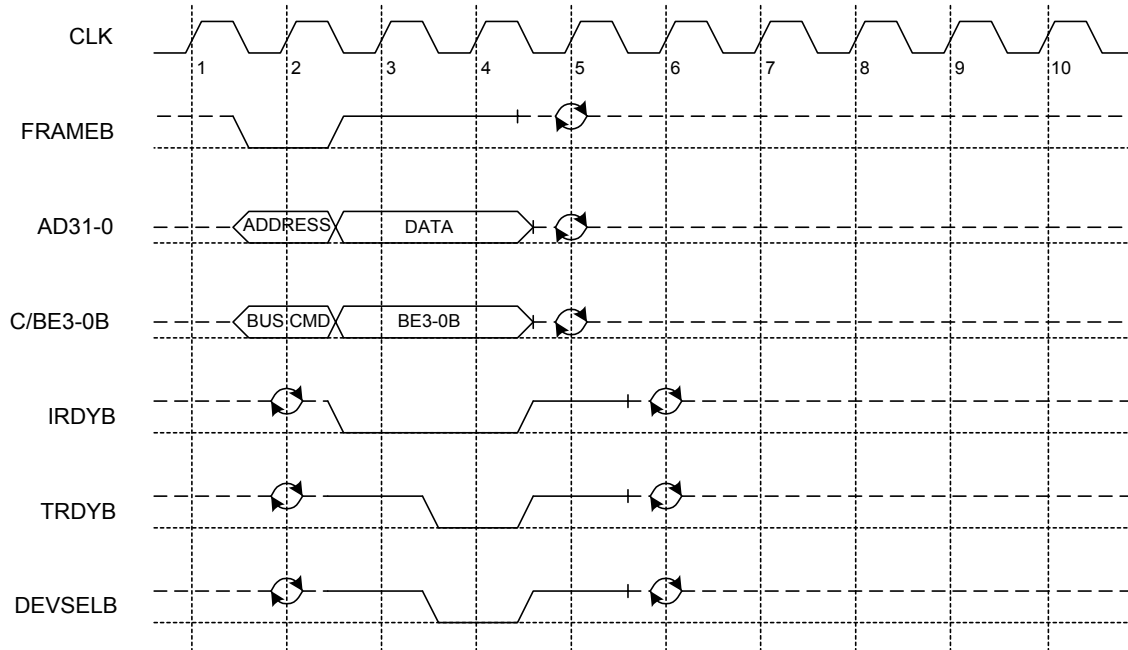 CLK
1 2 3 4 5 6 7 8 9 10
FRAMEB
AD31-0 ADDRESS DATA
C/BE3-0B BUS CMD BE3-0B
IRDYB
TRDYB
DEVSELB